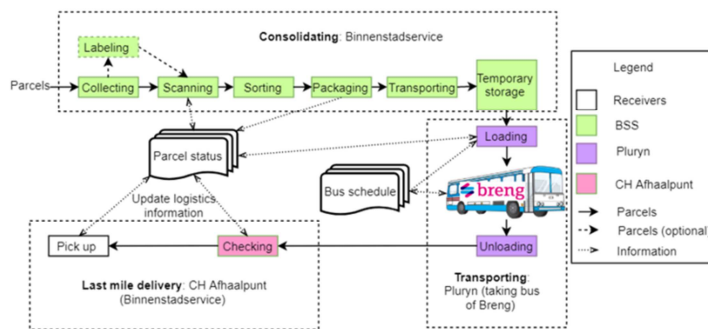 Consolidating: Binnenstadservice
Labeling
Parcels
Collecting
Scanning
Sorting
Packaging
Transporting
Temporary
storage
Legend
Receivers
BSS
Pluryn
CH Afhaalpunt
Parcels
Parcels (optional)
Information
Loading
Parcel status
Bus schedule
breng
Update logistics
information
Pick up
Checking
Unloading
Last mile delivery: CH Afhaalpunt
(Binnenstadservice)
Transporting:
Pluryn (taking bus
of Breng)